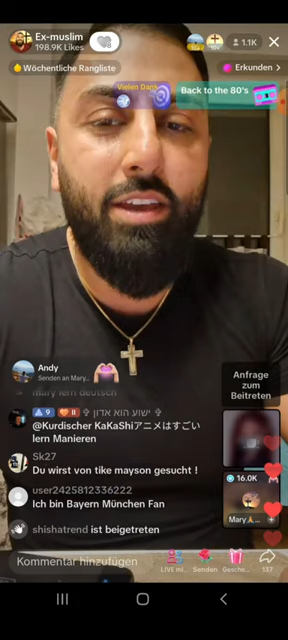 Ex-muslim
198.9K Likes
1.1K
Wöchentliche Rangliste
Erkunden >
Vielen Dank
Back to the 80's
Andy
Senden an Mary...
mary lern deutsch
9 II ✞ ישוע הוא אדון ✞
@Kurdischer KaKaShiアニメはすごい
lern Manieren
Sk27
Du wirst von tike mayson gesucht !
user2425812336222
Ich bin Bayern München Fan
shishatrend ist beigetreten
Anfrage
zum
Beitreten
16.0K
Mary
Kommentar hinzufügen
LIVE mi...
Senden
Gesche...
137